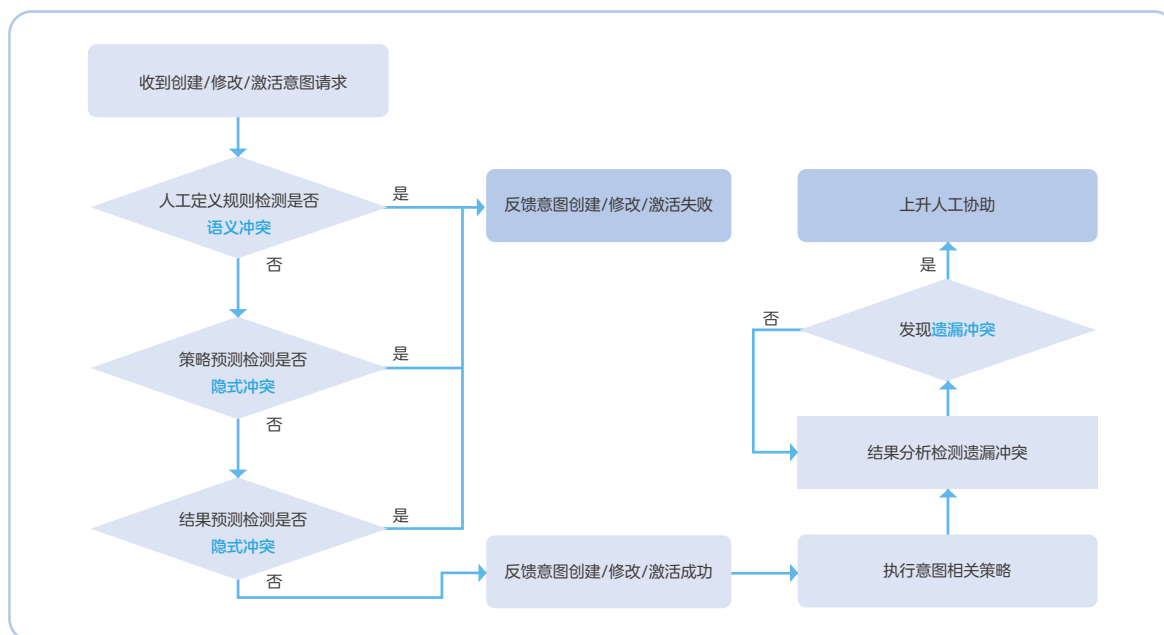 收到创建/修改/激活意图请求
人工定义规则检测是否
语义冲突
是
否
反馈意图创建/修改/激活失败
上升人工协助
是
否
发现遗漏冲突
策略预测检测是否
隐式冲突
是
否
结果分析检测遗漏冲突
结果预测检测是否
隐式冲突
是
否
反馈意图创建/修改/激活成功
执行意图相关策略